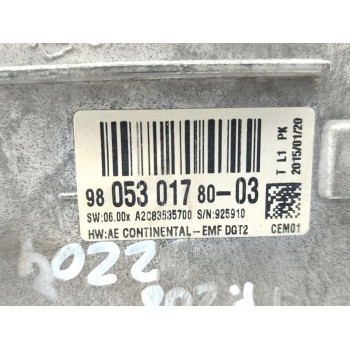 98 053 017 80-03
SW:06.00x A2C83535700 S/N:925910
HW:AE CONTINENTAL-EMF DGT2
CEM01
T L1 PK
2015/01/20